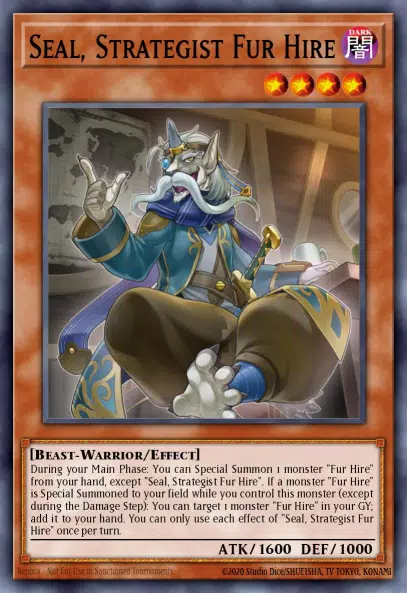 SEAL, STRATEGIST FUR HIRE
DARK
闇
[BEAST-WARRIOR/EFFECT]
During your Main Phase: You can Special Summon 1 monster "Fur Hire"
from your hand, except "Seal, Strategist Fur Hire". If a monster "Fur Hire"
is Special Summoned to your field while you control this monster (except
during the Damage Step): You can target 1 monster "Fur Hire" in your GY;
add it to your hand. You can only use each effect of "Seal, Strategist Fur
Hire" once per turn.
ATK/1600 DEF/1000
Replica - Not For Use in Sanctioned Tournaments
©2020 Studio Dice/SHUEISHA, TV TOKYO, KONAMI